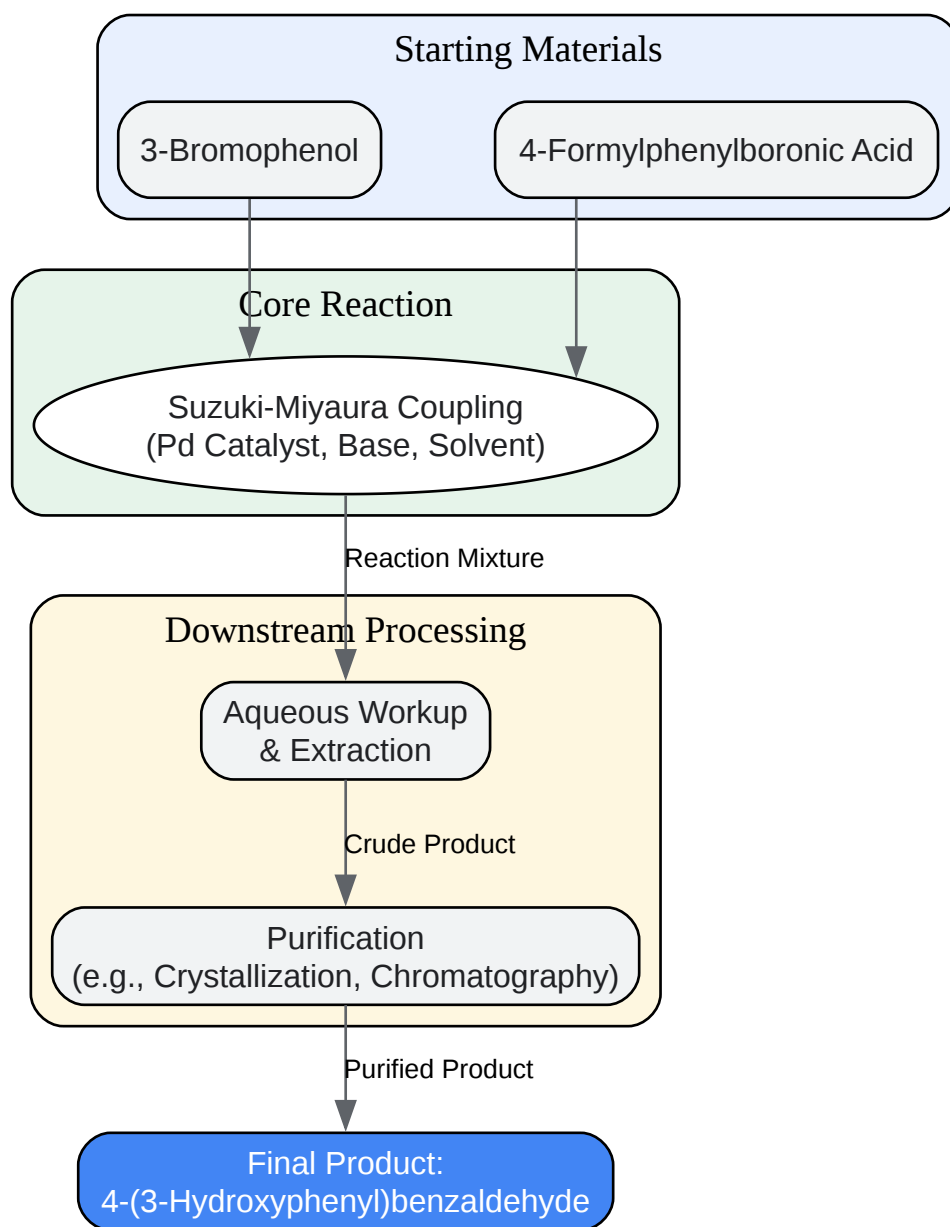 Starting Materials
3-Bromophenol
4-Formylphenylboronic Acid
Core Reaction
Suzuki-Miyaura Coupling
(Pd Catalyst, Base, Solvent)
Reaction Mixture
Downstream Processing
Aqueous Workup
& Extraction
Crude Product
Purification
(e.g., Crystallization, Chromatography)
Purified Product
Final Product:
4-(3-Hydroxyphenyl)benzaldehyde